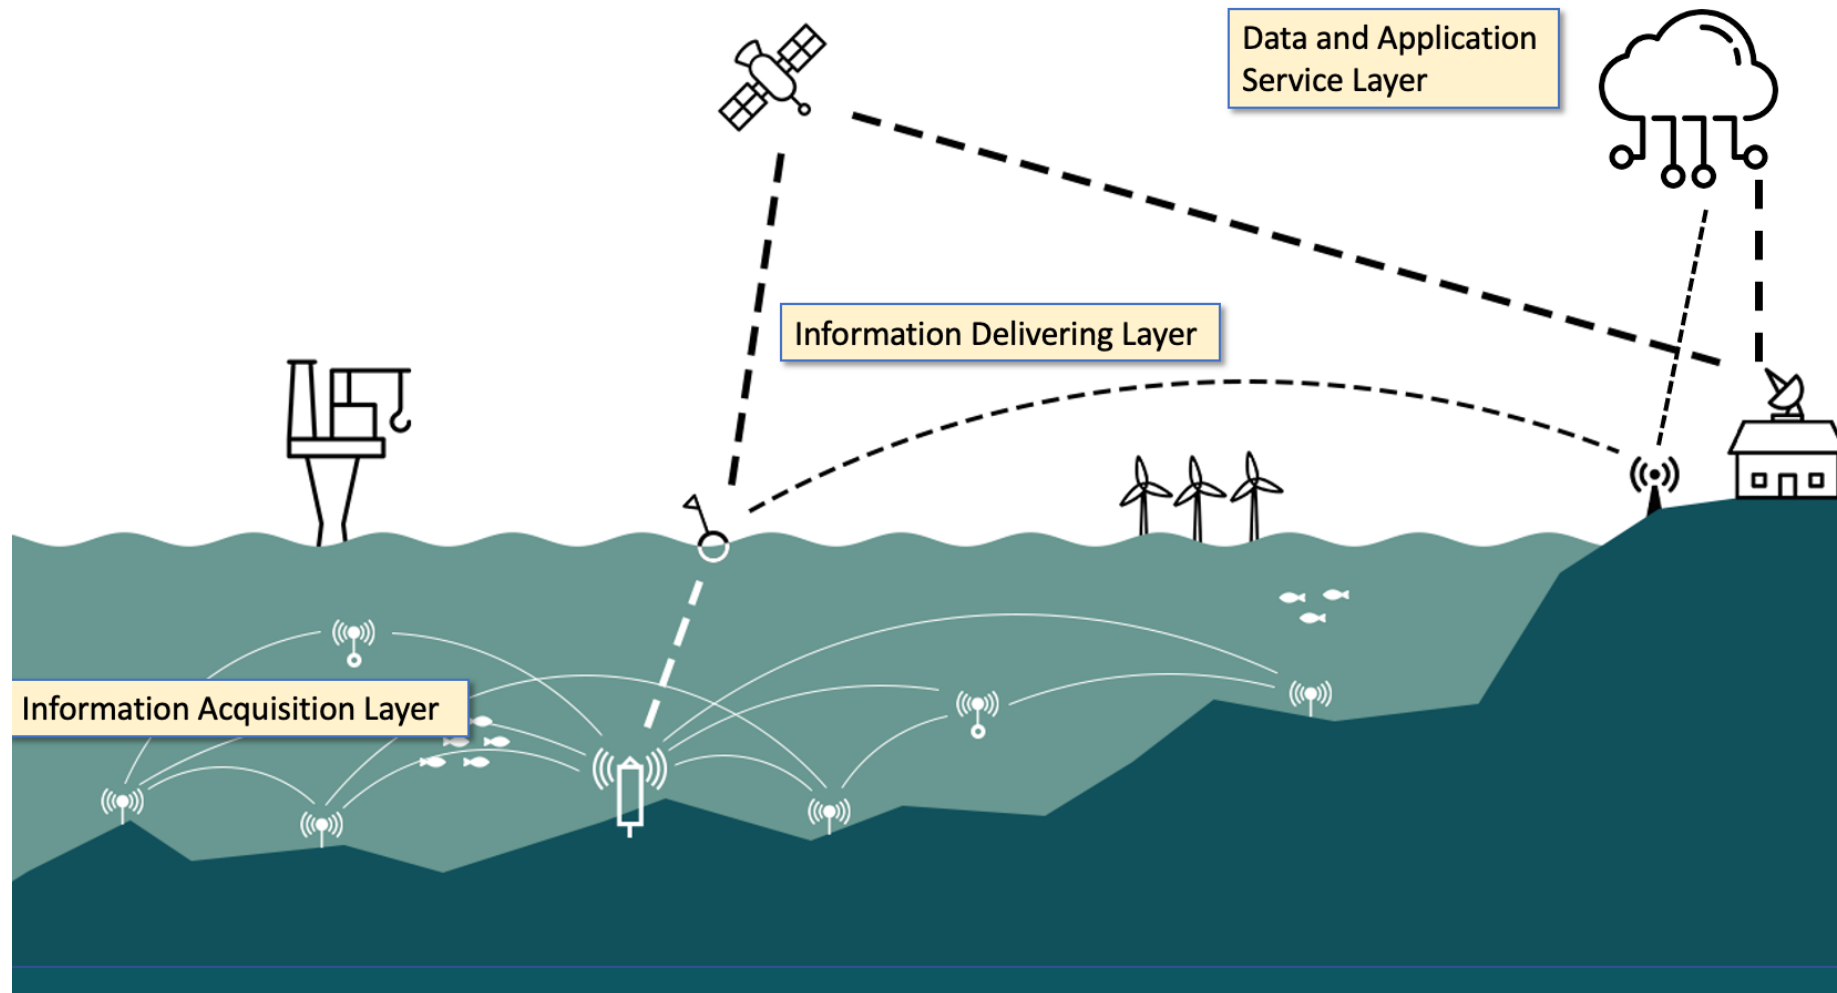 Data and Application
Service Layer
Information Delivering Layer
Information Acquisition Layer